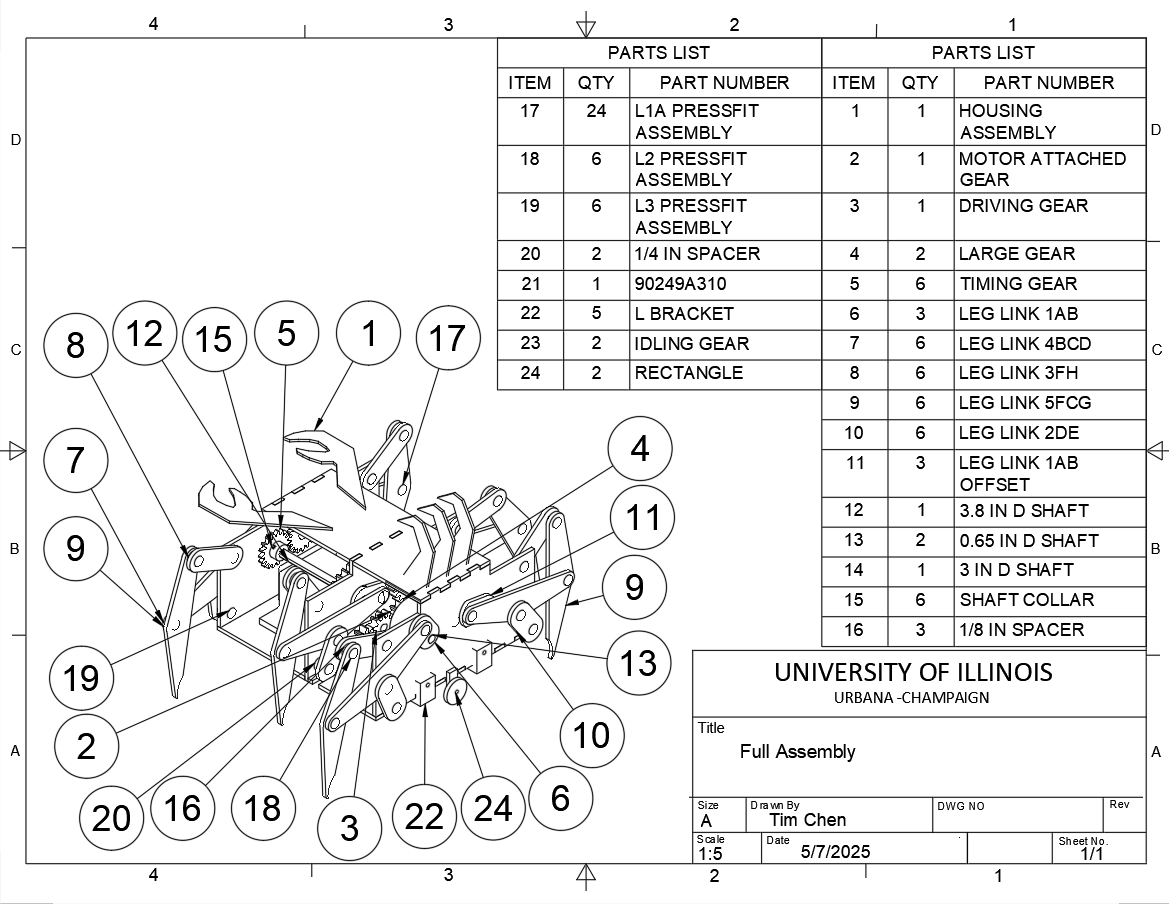 4 3 2 1
PARTS LIST PARTS LIST
ITEM QTY PART NUMBER ITEM QTY PART NUMBER
17 24 L1A PRESSFIT
ASSEMBLY
18 6 L2 PRESSFIT
ASSEMBLY
19 6 L3 PRESSFIT
ASSEMBLY
20 2 1/4 IN SPACER
21 1 90249A310
22 5 L BRACKET
23 2 IDLING GEAR
24 2 RECTANGLE
1 1 HOUSING
ASSEMBLY
2 1 MOTOR ATTACHED
GEAR
3 1 DRIVING GEAR
4 2 LARGE GEAR
5 6 TIMING GEAR
6 3 LEG LINK 1AB
7 6 LEG LINK 4BCD
8 6 LEG LINK 3FH
9 6 LEG LINK 5FCG
10 6 LEG LINK 2DE
11 3 LEG LINK 1AB
OFFSET
12 1 3.8 IN D SHAFT
13 2 0.65 IN D SHAFT
14 1 3 IN D SHAFT
15 6 SHAFT COLLAR
16 3 1/8 IN SPACER
D D
C C
B B
A A
8 12 15 5 1 17
7
9
4
11
9
13
19
2
10
20 16 18 3 22 24 6
UNIVERSITY OF ILLINOIS
URBANA -CHAMPAIGN
Title
Full Assembly
Size Drawn By DWG NO Rev
A Tim Chen
Scale Date Sheet No.
1:5 5/7/2025 1/1
4 3 2 1